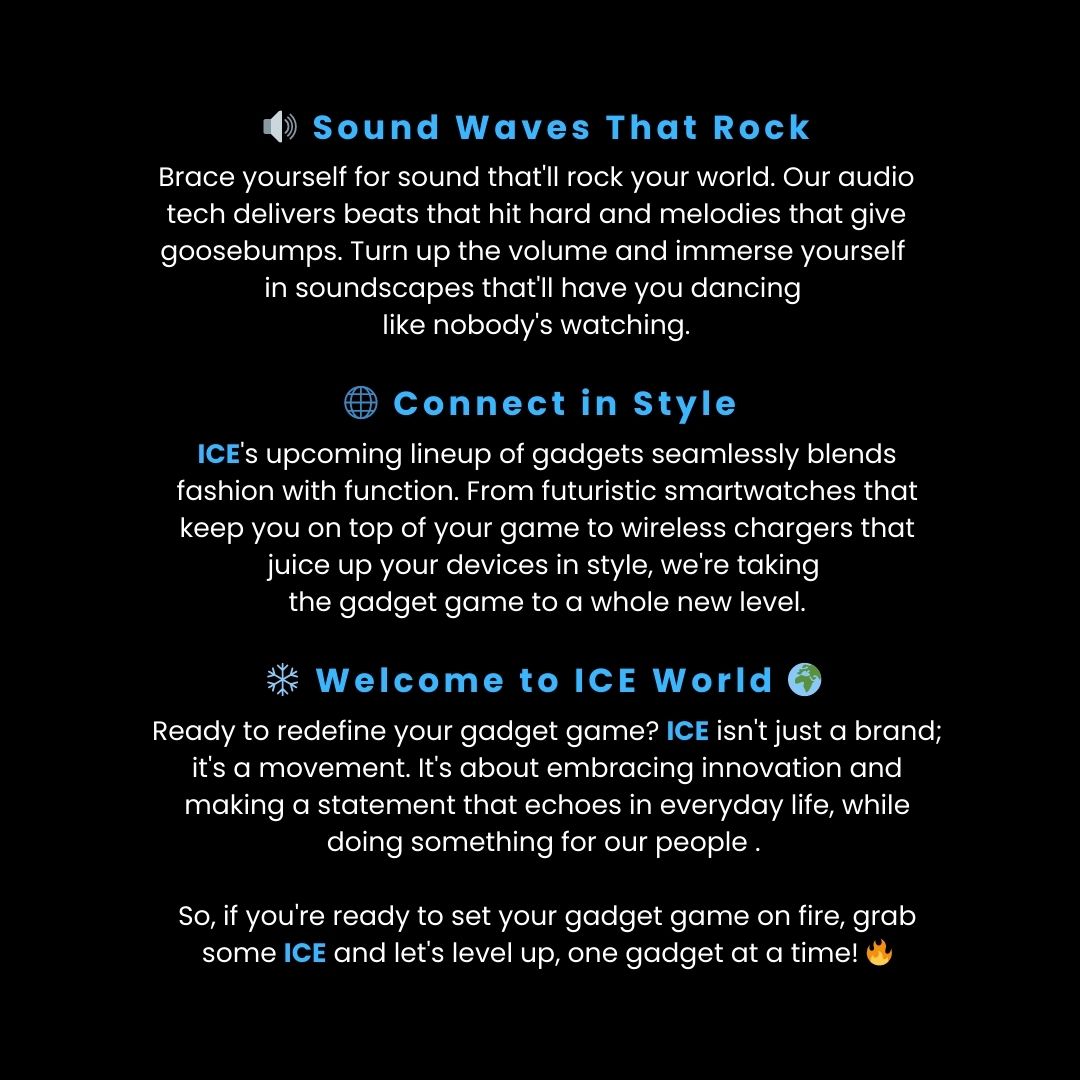 🔊 Sound Waves That Rock
Brace yourself for sound that'll rock your world. Our audio
tech delivers beats that hit hard and melodies that give
goosebumps. Turn up the volume and immerse yourself
in soundscapes that'll have you dancing
like nobody's watching.
🌐 Connect in Style
ICE's upcoming lineup of gadgets seamlessly blends
fashion with function. From futuristic smartwatches that
keep you on top of your game to wireless chargers that
juice up your devices in style, we're taking
the gadget game to a whole new level.
❄️ Welcome to ICE World 🌍
Ready to redefine your gadget game? ICE isn't just a brand;
it's a movement. It's about embracing innovation and
making a statement that echoes in everyday life, while
doing something for our people .
So, if you're ready to set your gadget game on fire, grab
some ICE and let's level up, one gadget at a time! 🔥